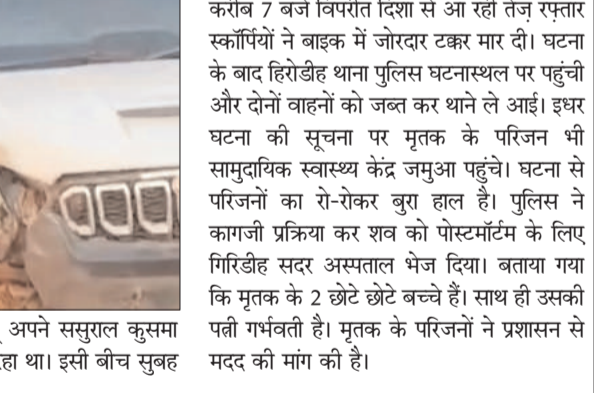 अपने ससुराल कुसमा
रहा था। इसी बीच सुबह
करीब 7 बजे विपरीत दिशा से आ रही तेज़ रफ़्तार
स्कॉर्पियों ने बाइक में जोरदार टक्कर मार दी। घटना
के बाद हिरोडीह थाना पुलिस घटनास्थल पर पहुंची
और दोनों वाहनों को जब्त कर थाने ले आई। इधर
घटना की सूचना पर मृतक के परिजन भी
सामुदायिक स्वास्थ्य केंद्र जमुआ पहुंचे। घटना से
परिजनों का रो-रोकर बुरा हाल है। पुलिस ने
कागजी प्रक्रिया कर शव को पोस्टमॉर्टम के लिए
गिरिडीह सदर अस्पताल भेज दिया। बताया गया
कि मृतक के 2 छोटे छोटे बच्चे हैं। साथ ही उसकी
पत्नी गर्भवती है। मृतक के परिजनों ने प्रशासन से
मदद की मांग की है।